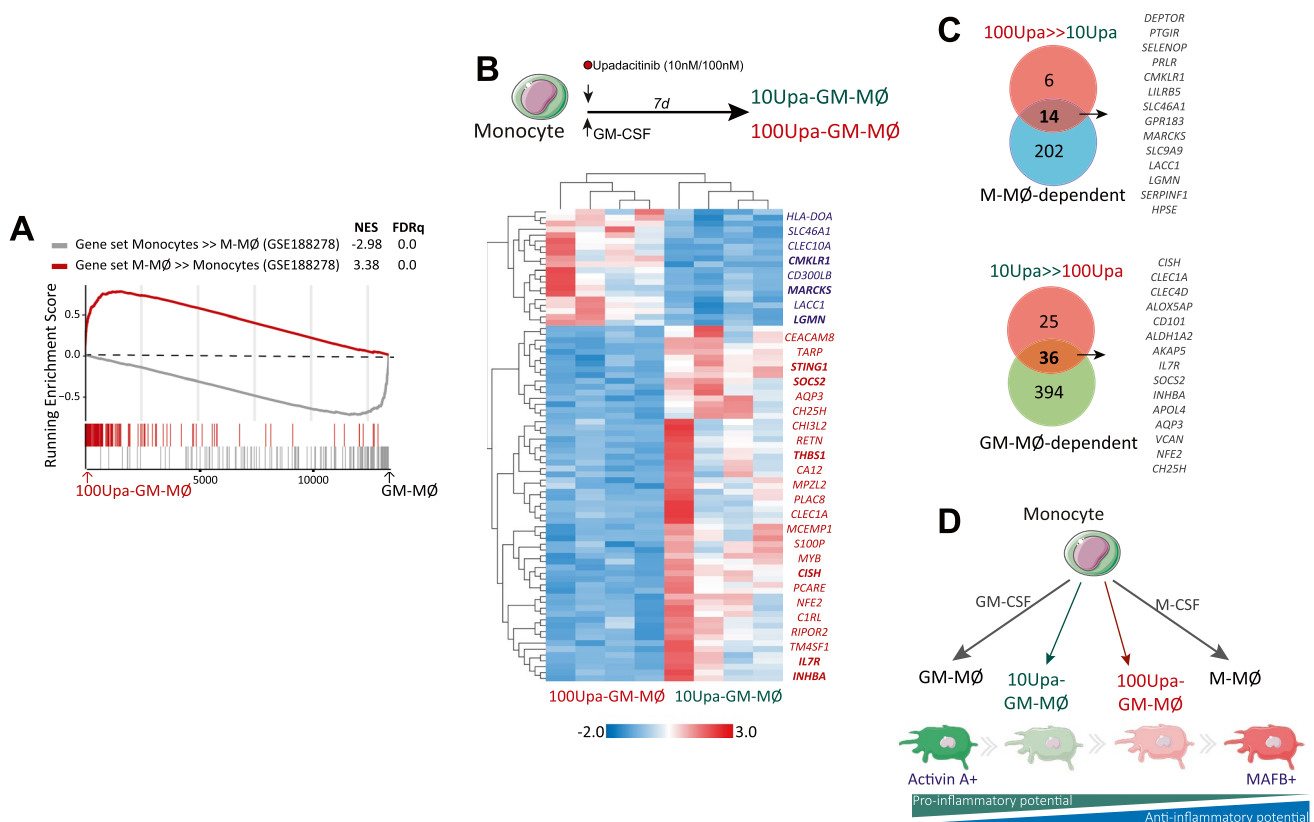 A
NES FDRq
Gene set Monocytes >> M-MØ (GSE188278) -2.98 0.0
Gene set M-MØ >> Monocytes (GSE188278) 3.38 0.0
Running Enrichment Score
0.5
0.0
−0.5
5000
10000
100Upa-GM-MØ
GM-MØ
B
Upadacitinib (10nM/100nM)
7d
Monocyte
GM-CSF
10Upa-GM-MØ
100Upa-GM-MØ
HLA-DOA
SLC46A1
CLEC10A
CMKLR1
CD300LB
MARCKS
LACC1
LGMN
CEACAM8
TARP
STING1
SOCS2
AQP3
CH25H
CHI3L2
RETN
THBS1
CA12
MPZL2
PLAC8
CLEC1A
MCEMP1
S100P
MYB
CISH
PCARE
NFE2
C1RL
RIPOR2
TM4SF1
IL7R
INHBA
100Upa-GM-MØ 10Upa-GM-MØ
-2.0 3.0
C
100Upa>>10Upa
6
14
202
M-MØ-dependent
DEPTOR
PTGIR
SELENOP
PRLR
CMKLR1
LILRB5
SLC46A1
GPR183
MARCKS
SLC9A9
LACC1
LGMN
SERPINF1
HPSE
10Upa>>100Upa
25
36
394
GM-MØ-dependent
CISH
CLEC1A
CLEC4D
ALOX5AP
CD101
ALDH1A2
AKAP5
IL7R
SOCS2
INHBA
APOL4
AQP3
VCAN
NFE2
CH25H
D
Monocyte
GM-CSF
M-CSF
GM-MØ
10Upa-
GM-MØ
100Upa-
GM-MØ
M-MØ
Activin A+
MAFB+
Pro-inflammatory potential
Anti-inflammatory potential